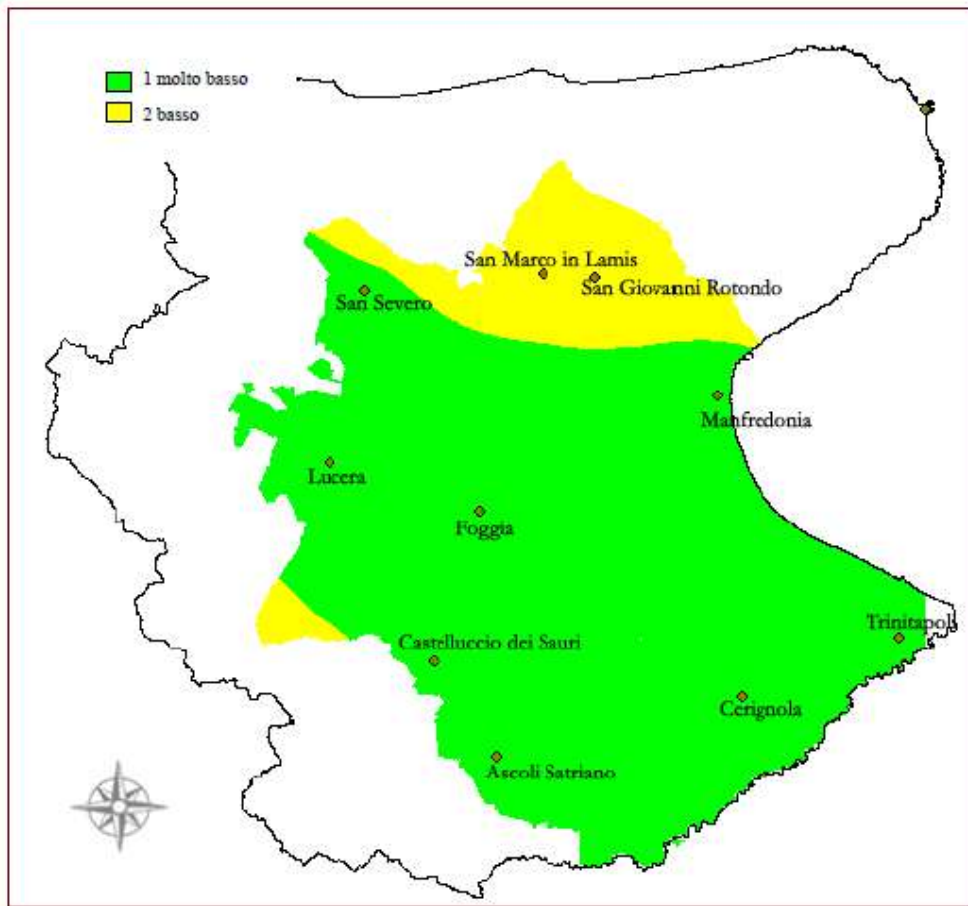 1 molto basso
2 basso
San Marco in Lamis
San Giovanni Rotondo
San Severo
Manfredonia
Lucera
Foggia
Trinitapoli
Castelluccio dei Sauri
Cerignola
Ascoli Satriano